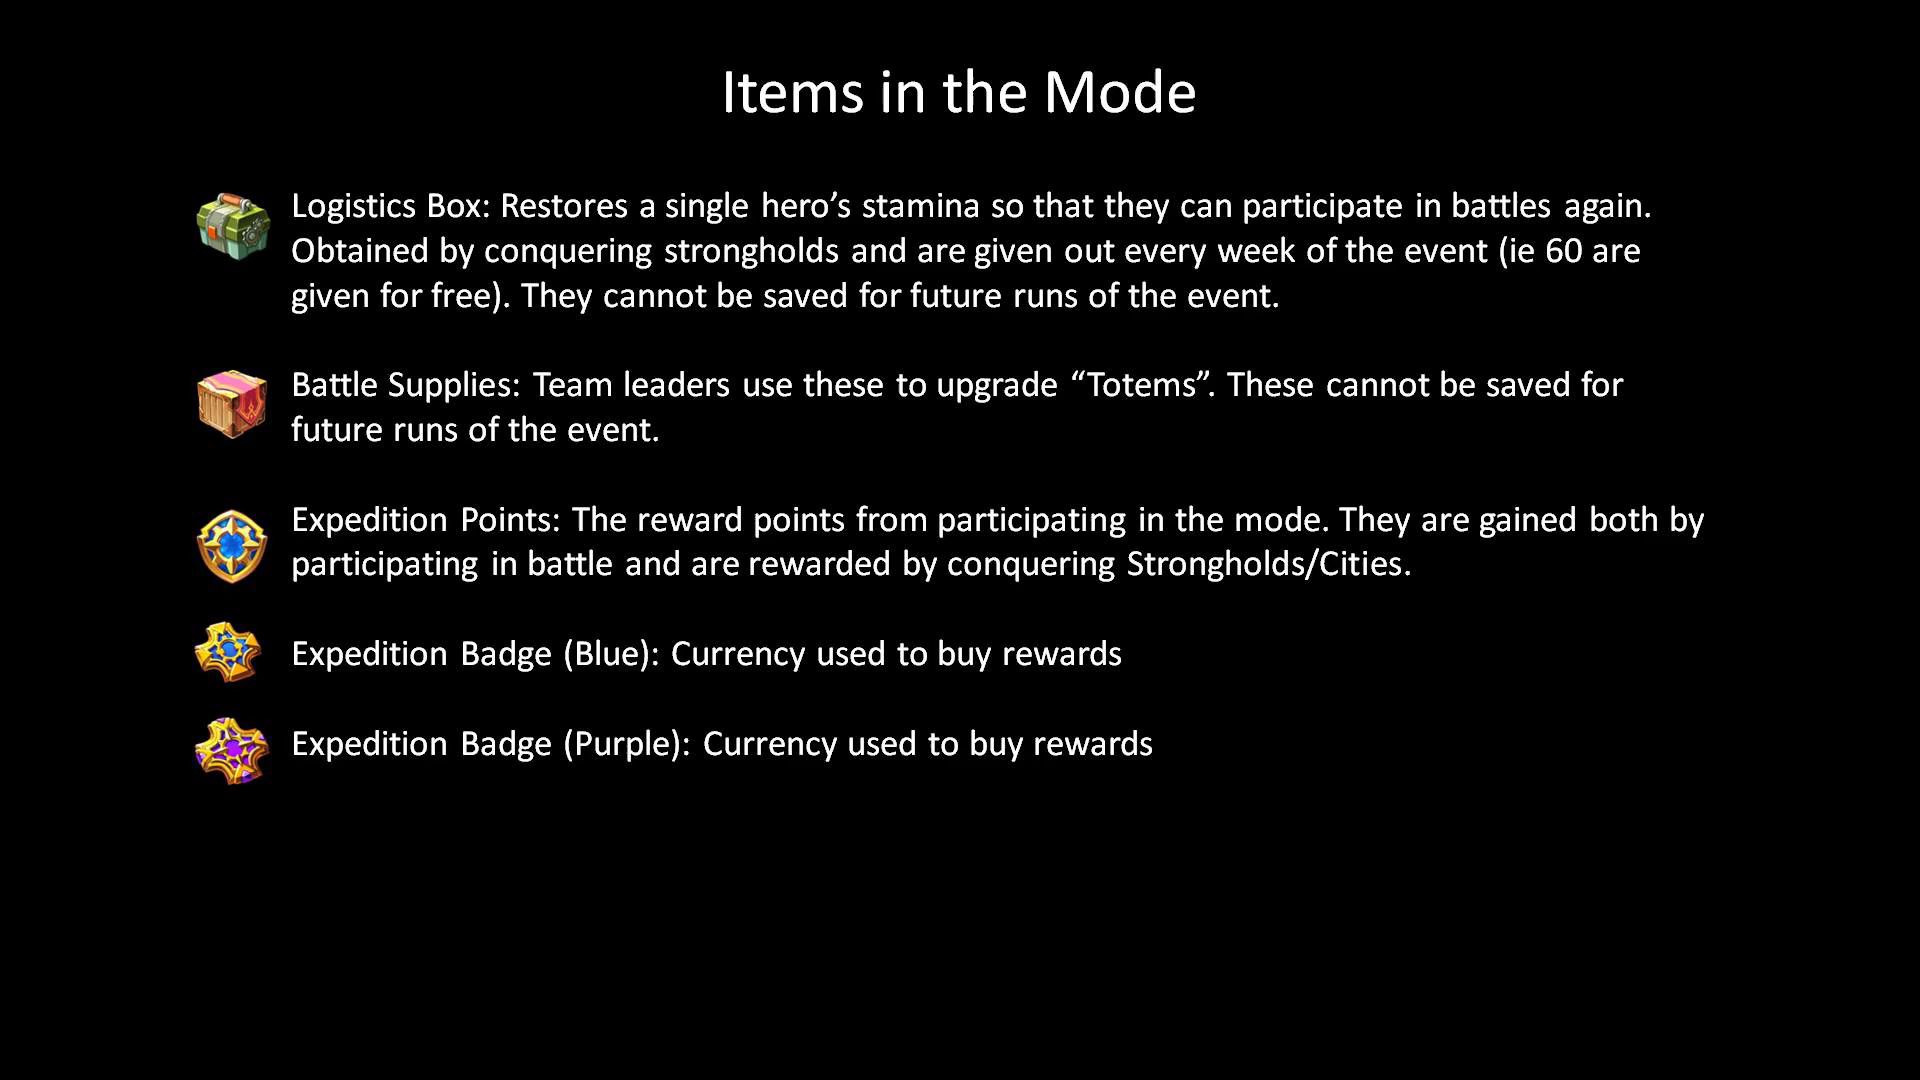 Items in the Mode
Logistics Box: Restores a single hero’s stamina so that they can participate in battles again.
Obtained by conquering strongholds and are given out every week of the event (ie 60 are
given for free). They cannot be saved for future runs of the event.
Battle Supplies: Team leaders use these to upgrade “Totems”. These cannot be saved for
future runs of the event.
Expedition Points: The reward points from participating in the mode. They are gained both by
participating in battle and are rewarded by conquering Strongholds/Cities.
Expedition Badge (Blue): Currency used to buy rewards
Expedition Badge (Purple): Currency used to buy rewards